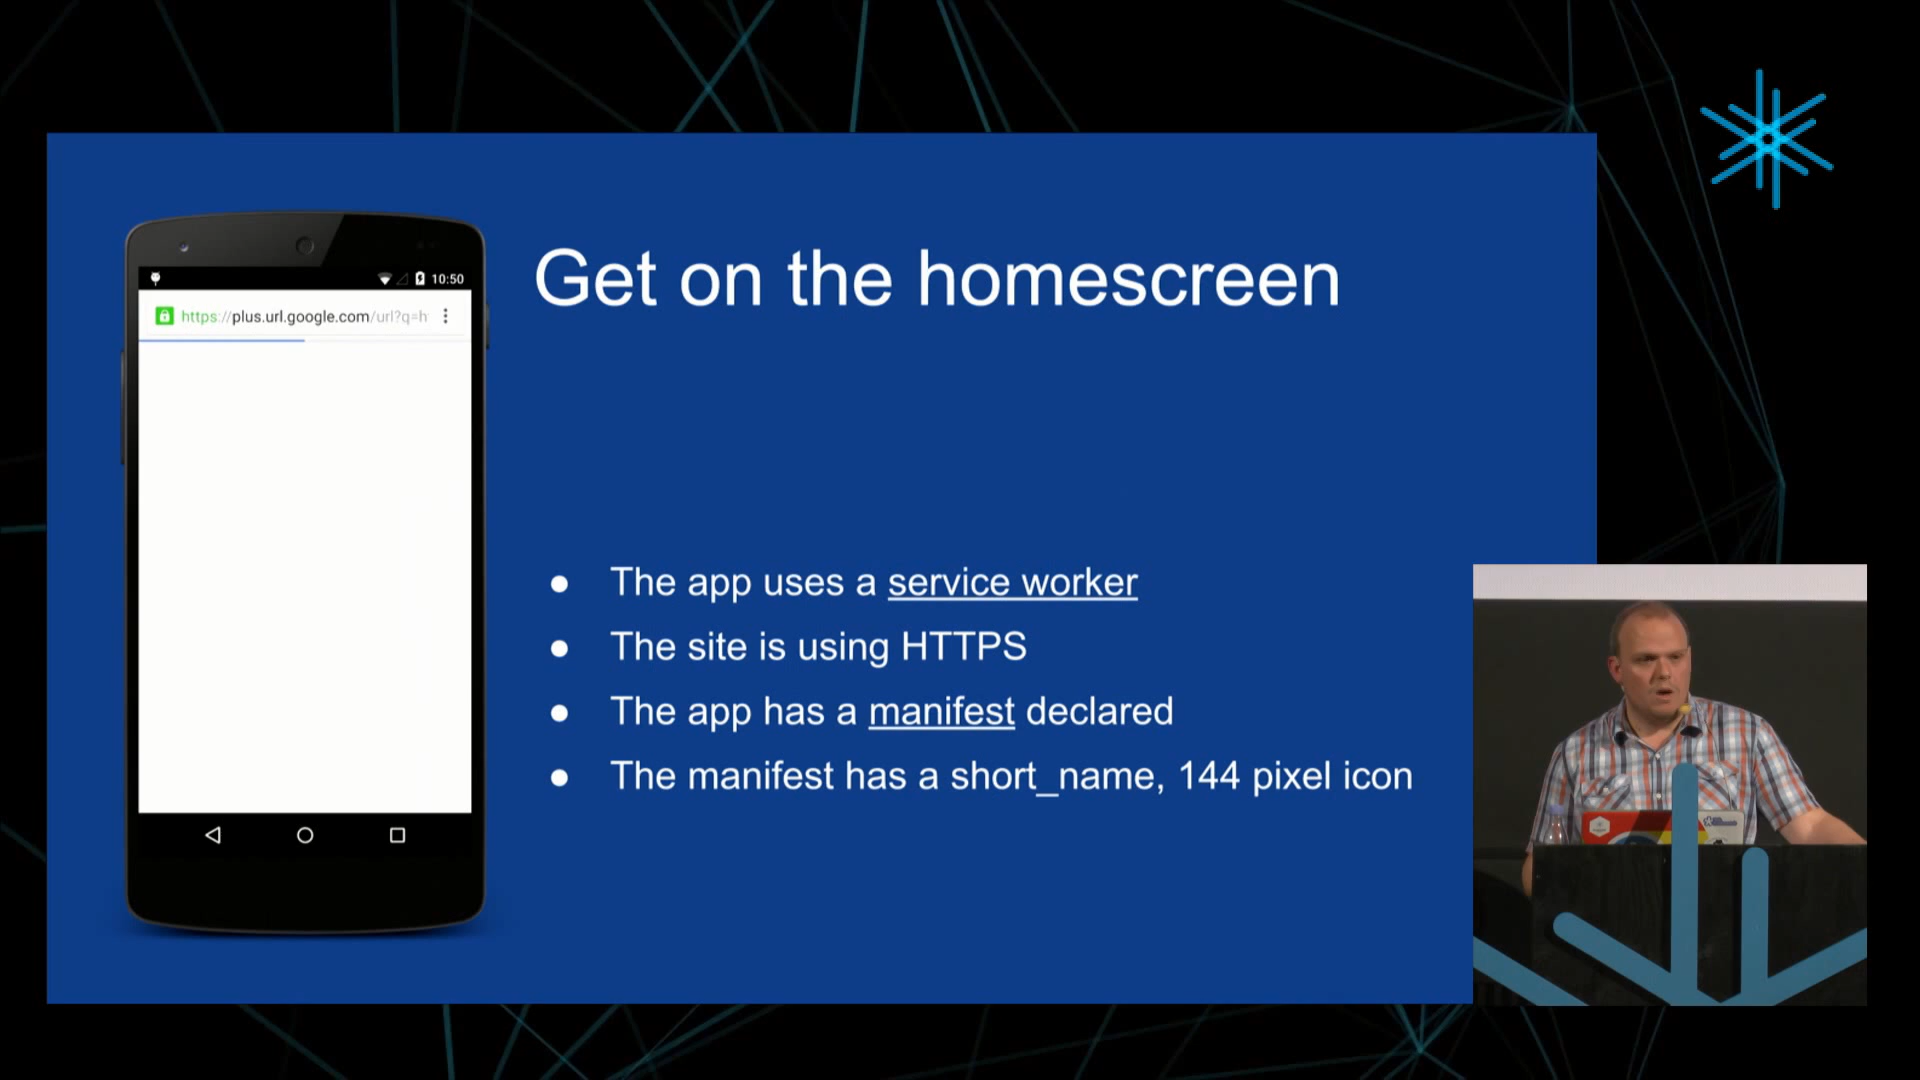 10:50
https://plus.url.google.com/url?q=h
Get on the homescreen
● The app uses a service worker
● The site is using HTTPS
● The app has a manifest declared
● The manifest has a short_name, 144 pixel icon